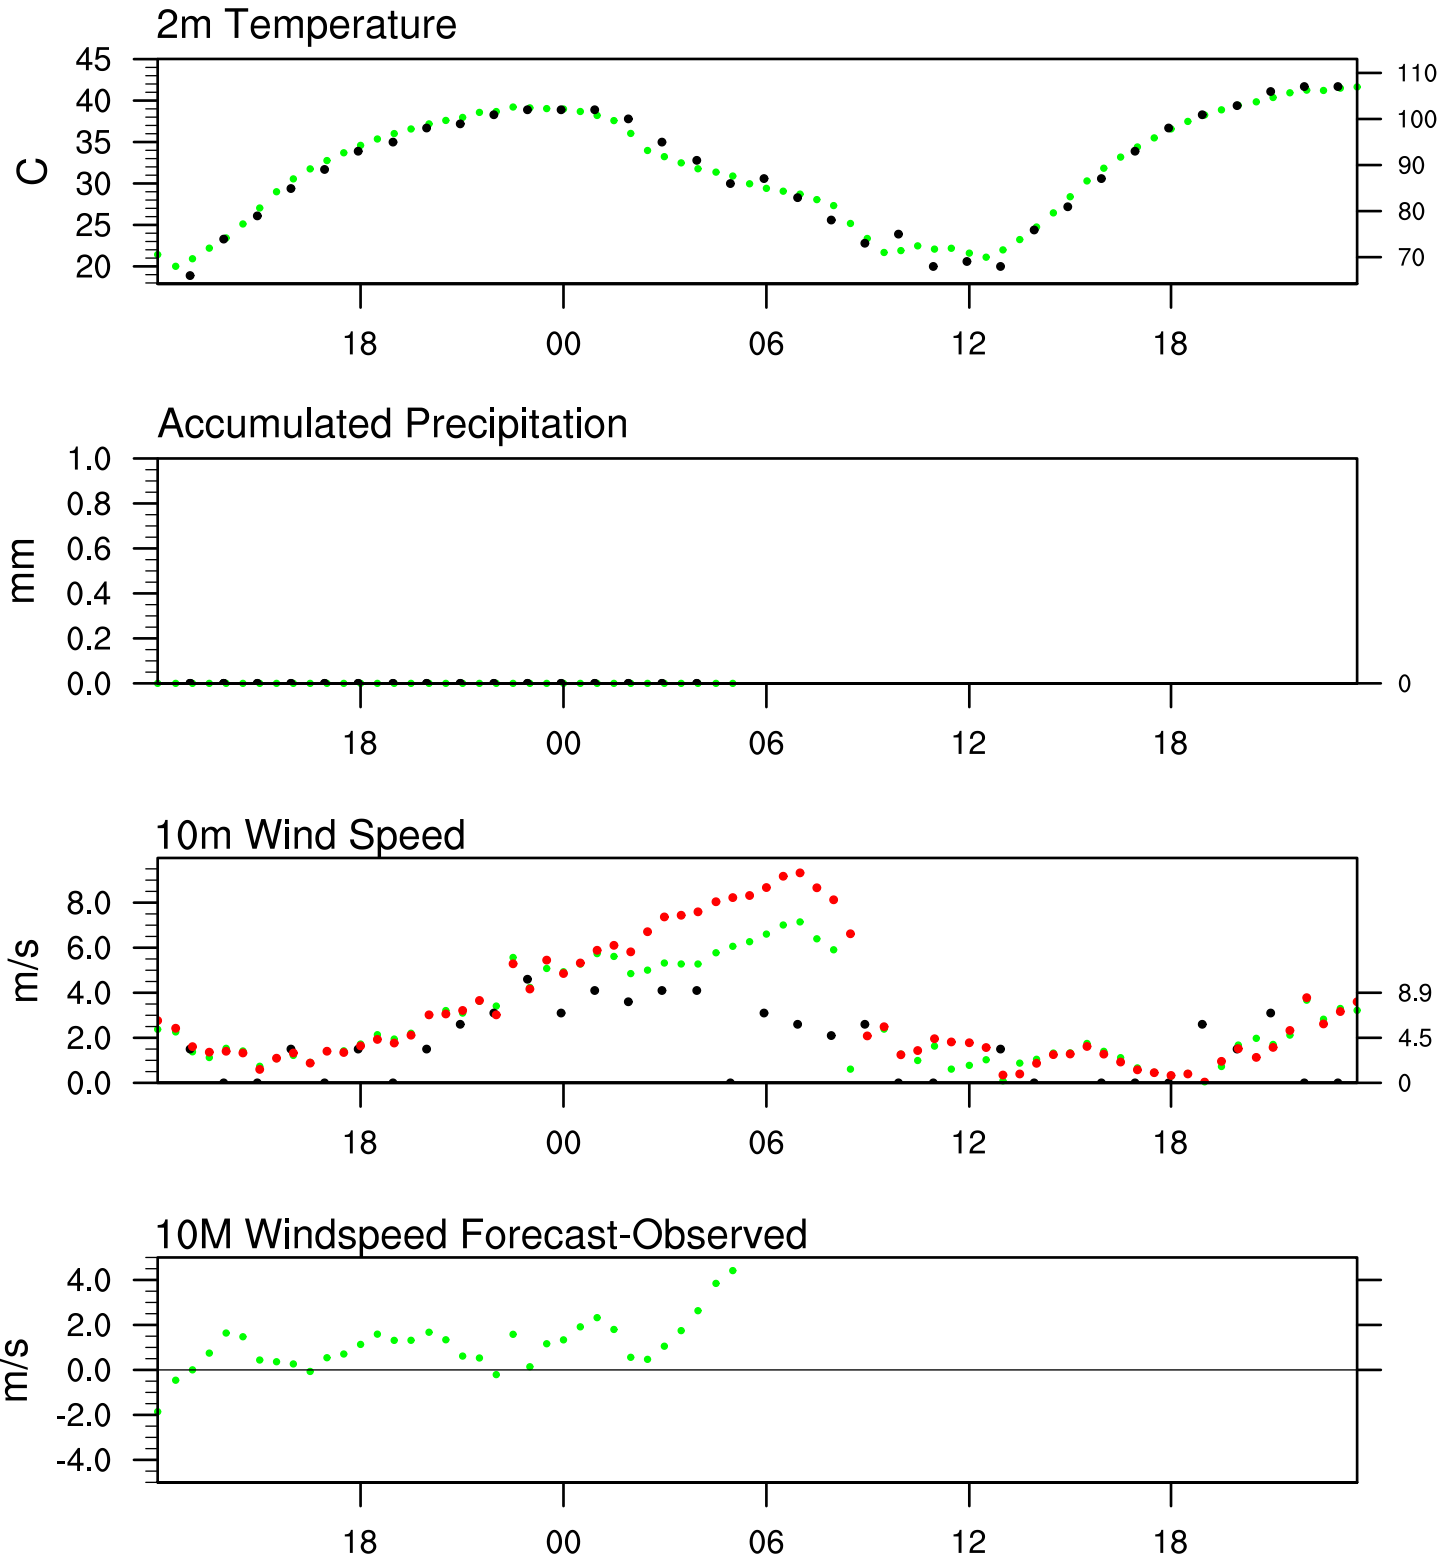 2m Temperature
45
40
35
30
25
20
C
110
100
90
80
70
18 00 06 12 18
Accumulated Precipitation
1.0
0.8
0.6
0.4
0.2
0.0
mm
0
18 00 06 12 18
10m Wind Speed
8.0
6.0
4.0
2.0
0.0
m/s
8.9
4.5
0
18 00 06 12 18
10M Windspeed Forecast-Observed
4.0
2.0
0.0
-2.0
-4.0
m/s
18 00 06 12 18